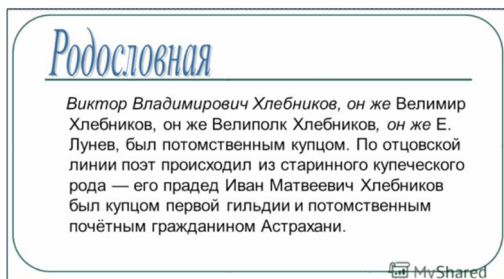 Родословная
Виктор Владимирович Хлебников, он же Велимир
Хлебников, он же Велиполк Хлебников, он же Е.
Лунев, был потомственным купцом. По отцовской
линии поэт происходил из старинного купеческого
рода — его прадед Иван Матвеевич Хлебников
был купцом первой гильдии и потомственным
почётным гражданином Астрахани.
MyShared